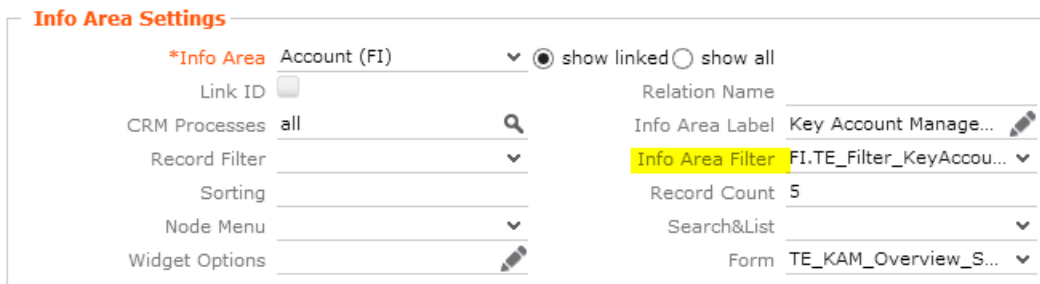 Info Area Settings
*Info Area Account (FI) show linked show all
Link ID Relation Name
CRM Processes all Info Area Label Key Account Manage...
Record Filter Info Area Filter FI.TE_Filter_KeyAccou...
Sorting Record Count 5
Node Menu Search&List
Widget Options Form TE_KAM_Overview_S...